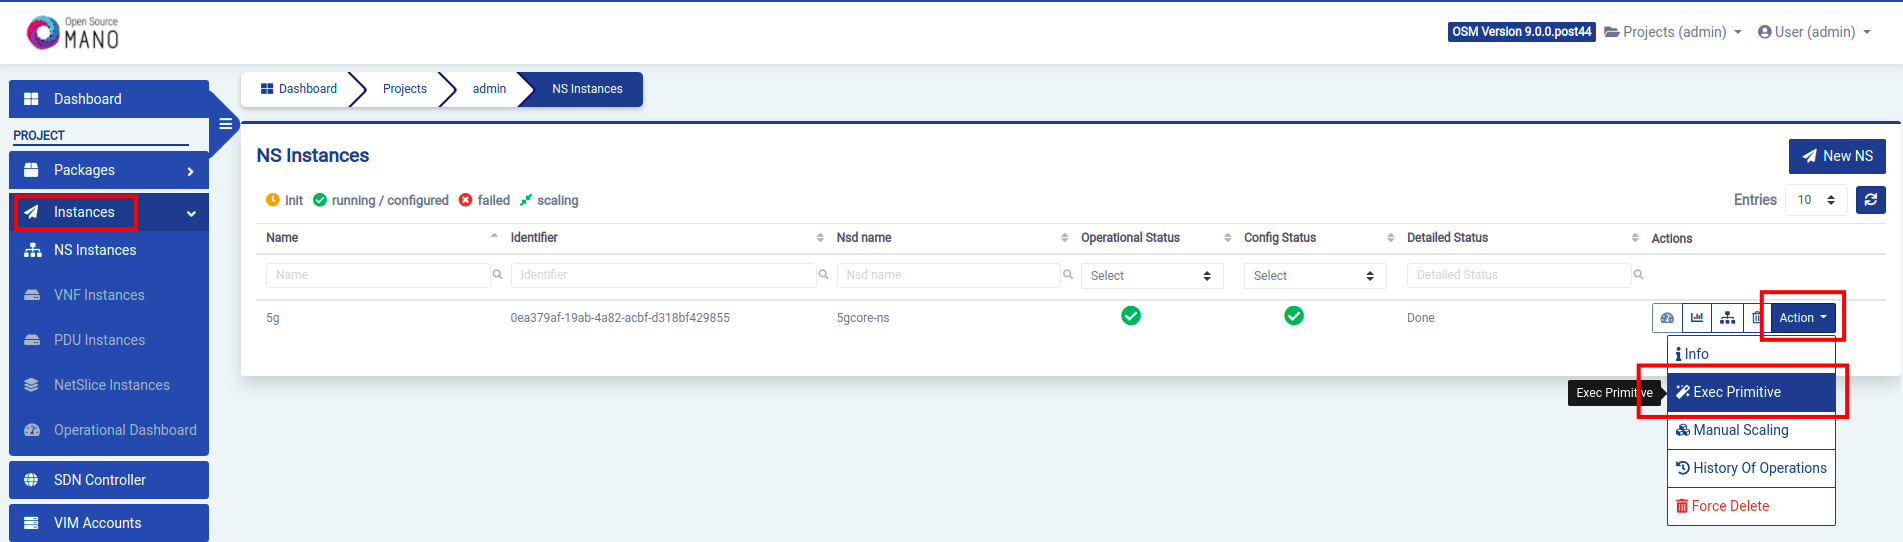 Open Source
MANO
OSM Version 9.0.0.post44
Projects (admin)
User (admin)
Dashboard
PROJECT
Packages
Instances
NS Instances
VNF Instances
PDU Instances
NetSlice Instances
Operational Dashboard
SDN Controller
VIM Accounts
Dashboard
Projects
admin
NS Instances
NS Instances
New NS
init
running / configured
failed
scaling
Entries
10
Name
Identifier
Nsd name
Operational Status
Config Status
Detailed Status
Actions
Name
Identifier
Nsd name
Select
Select
Detailed Status
5g
0ea379af-19ab-4a82-acbf-d318bf429855
5gcore-ns
Done
Action
Info
Exec Primitive
Exec Primitive
Manual Scaling
History Of Operations
Force Delete